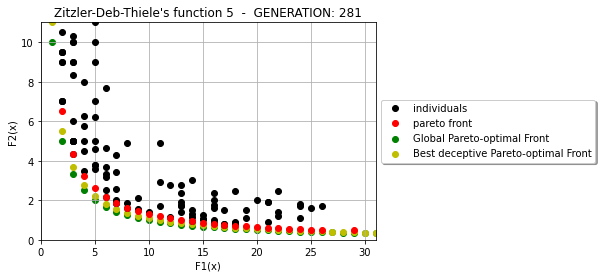 Zitzler-Deb-Thiele's function 5 - GENERATION: 281
F2(x)
10
8
6
4
2
0
0 5 10 15 20 25 30
F1(x)
individuals
pareto front
Global Pareto-optimal Front
Best deceptive Pareto-optimal Front